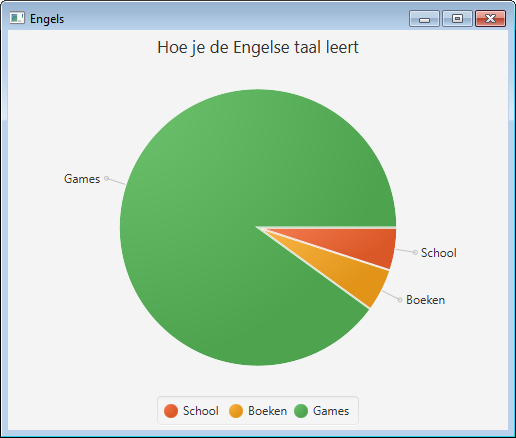 Engels
Hoe je de Engelse taal leert
Games
School
Boeken
School Boeken Games